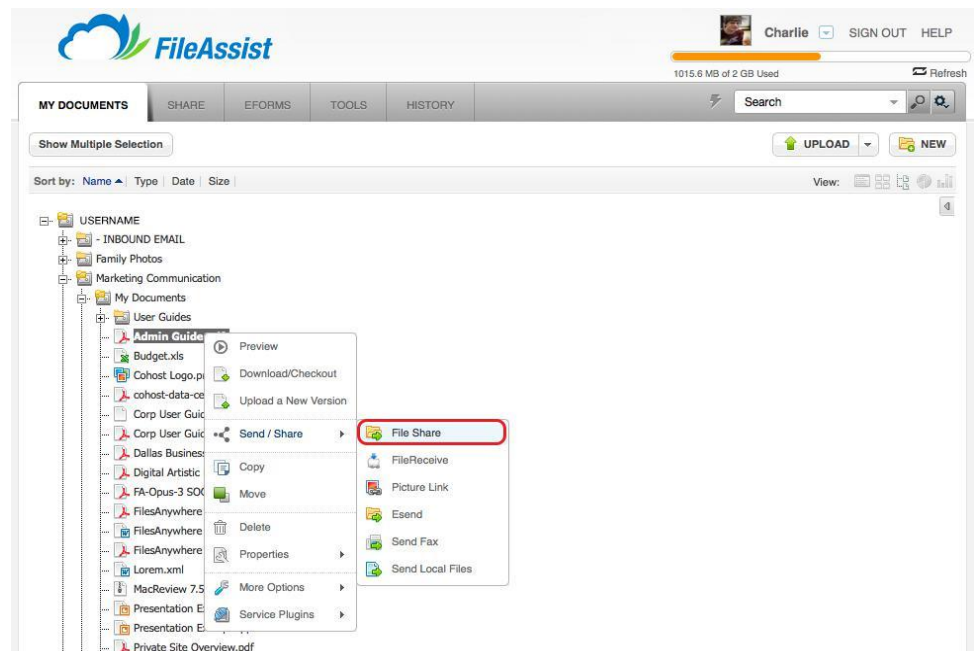 FileAssist
Charlie SIGN OUT HELP
1015.6 MB of 2 GB Used Refresh
MY DOCUMENTS SHARE EFORMS TOOLS HISTORY Search
Show Multiple Selection UPLOAD NEW
Sort by: Name Type Date Size View:
USERNAME
- INBOUND EMAIL
Family Photos
Marketing Communication
My Documents
User Guides
Admin Guide
Budget.xls
Cohost Logo.p
cohost-data-ce
Corp User Guid
Corp User Guid
Dallas Busines
Digital Artistic
FA-Opus-3 SOC
FilesAnywhere
FilesAnywhere
FilesAnywhere
Lorem.xml
MacReview 7.5
Presentation E
Presentation E
Private Site Overview.pdf
Preview
Download/Checkout
Upload a New Version
Send / Share
Copy
Move
Delete
Properties
More Options
Service Plugins
File Share
FileReceive
Picture Link
Esend
Send Fax
Send Local Files